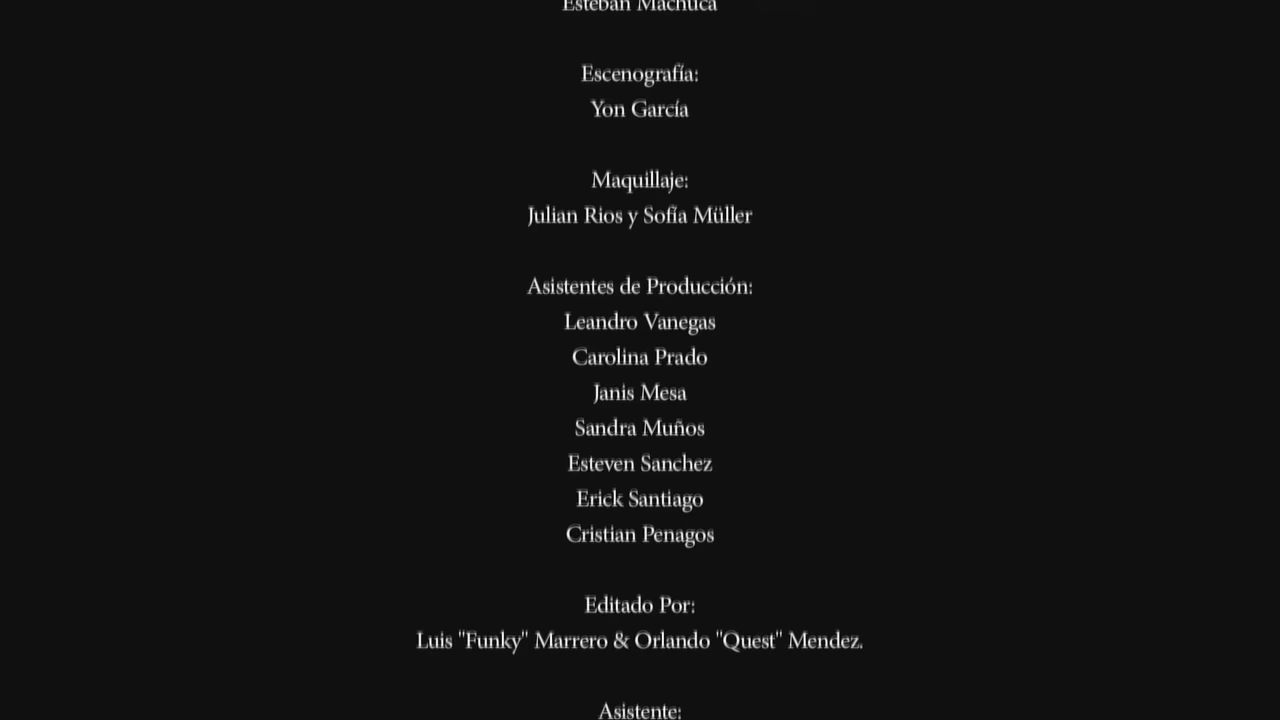 Esteban Machuca
Escenografía:
Yon García
Maquillaje:
Julian Rios y Sofía Müller
Asistentes de Producción:
Leandro Vanegas
Carolina Prado
Janis Mesa
Sandra Muños
Esteven Sanchez
Erick Santiago
Cristian Penagos
Editado Por:
Luis "Funky" Marrero & Orlando "Quest" Mendez.
Asistente: